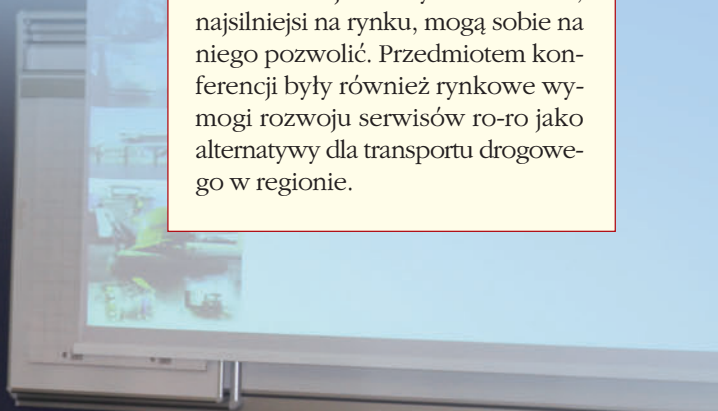 najsilniejsi na rynku, mogą sobie na
niego pozwolić. Przedmiotem kon-
ferencji były również rynkowe wy-
mogi rozwoju serwisów ro-ro jako
alternatywy dla transportu drogowe-
go w regionie.